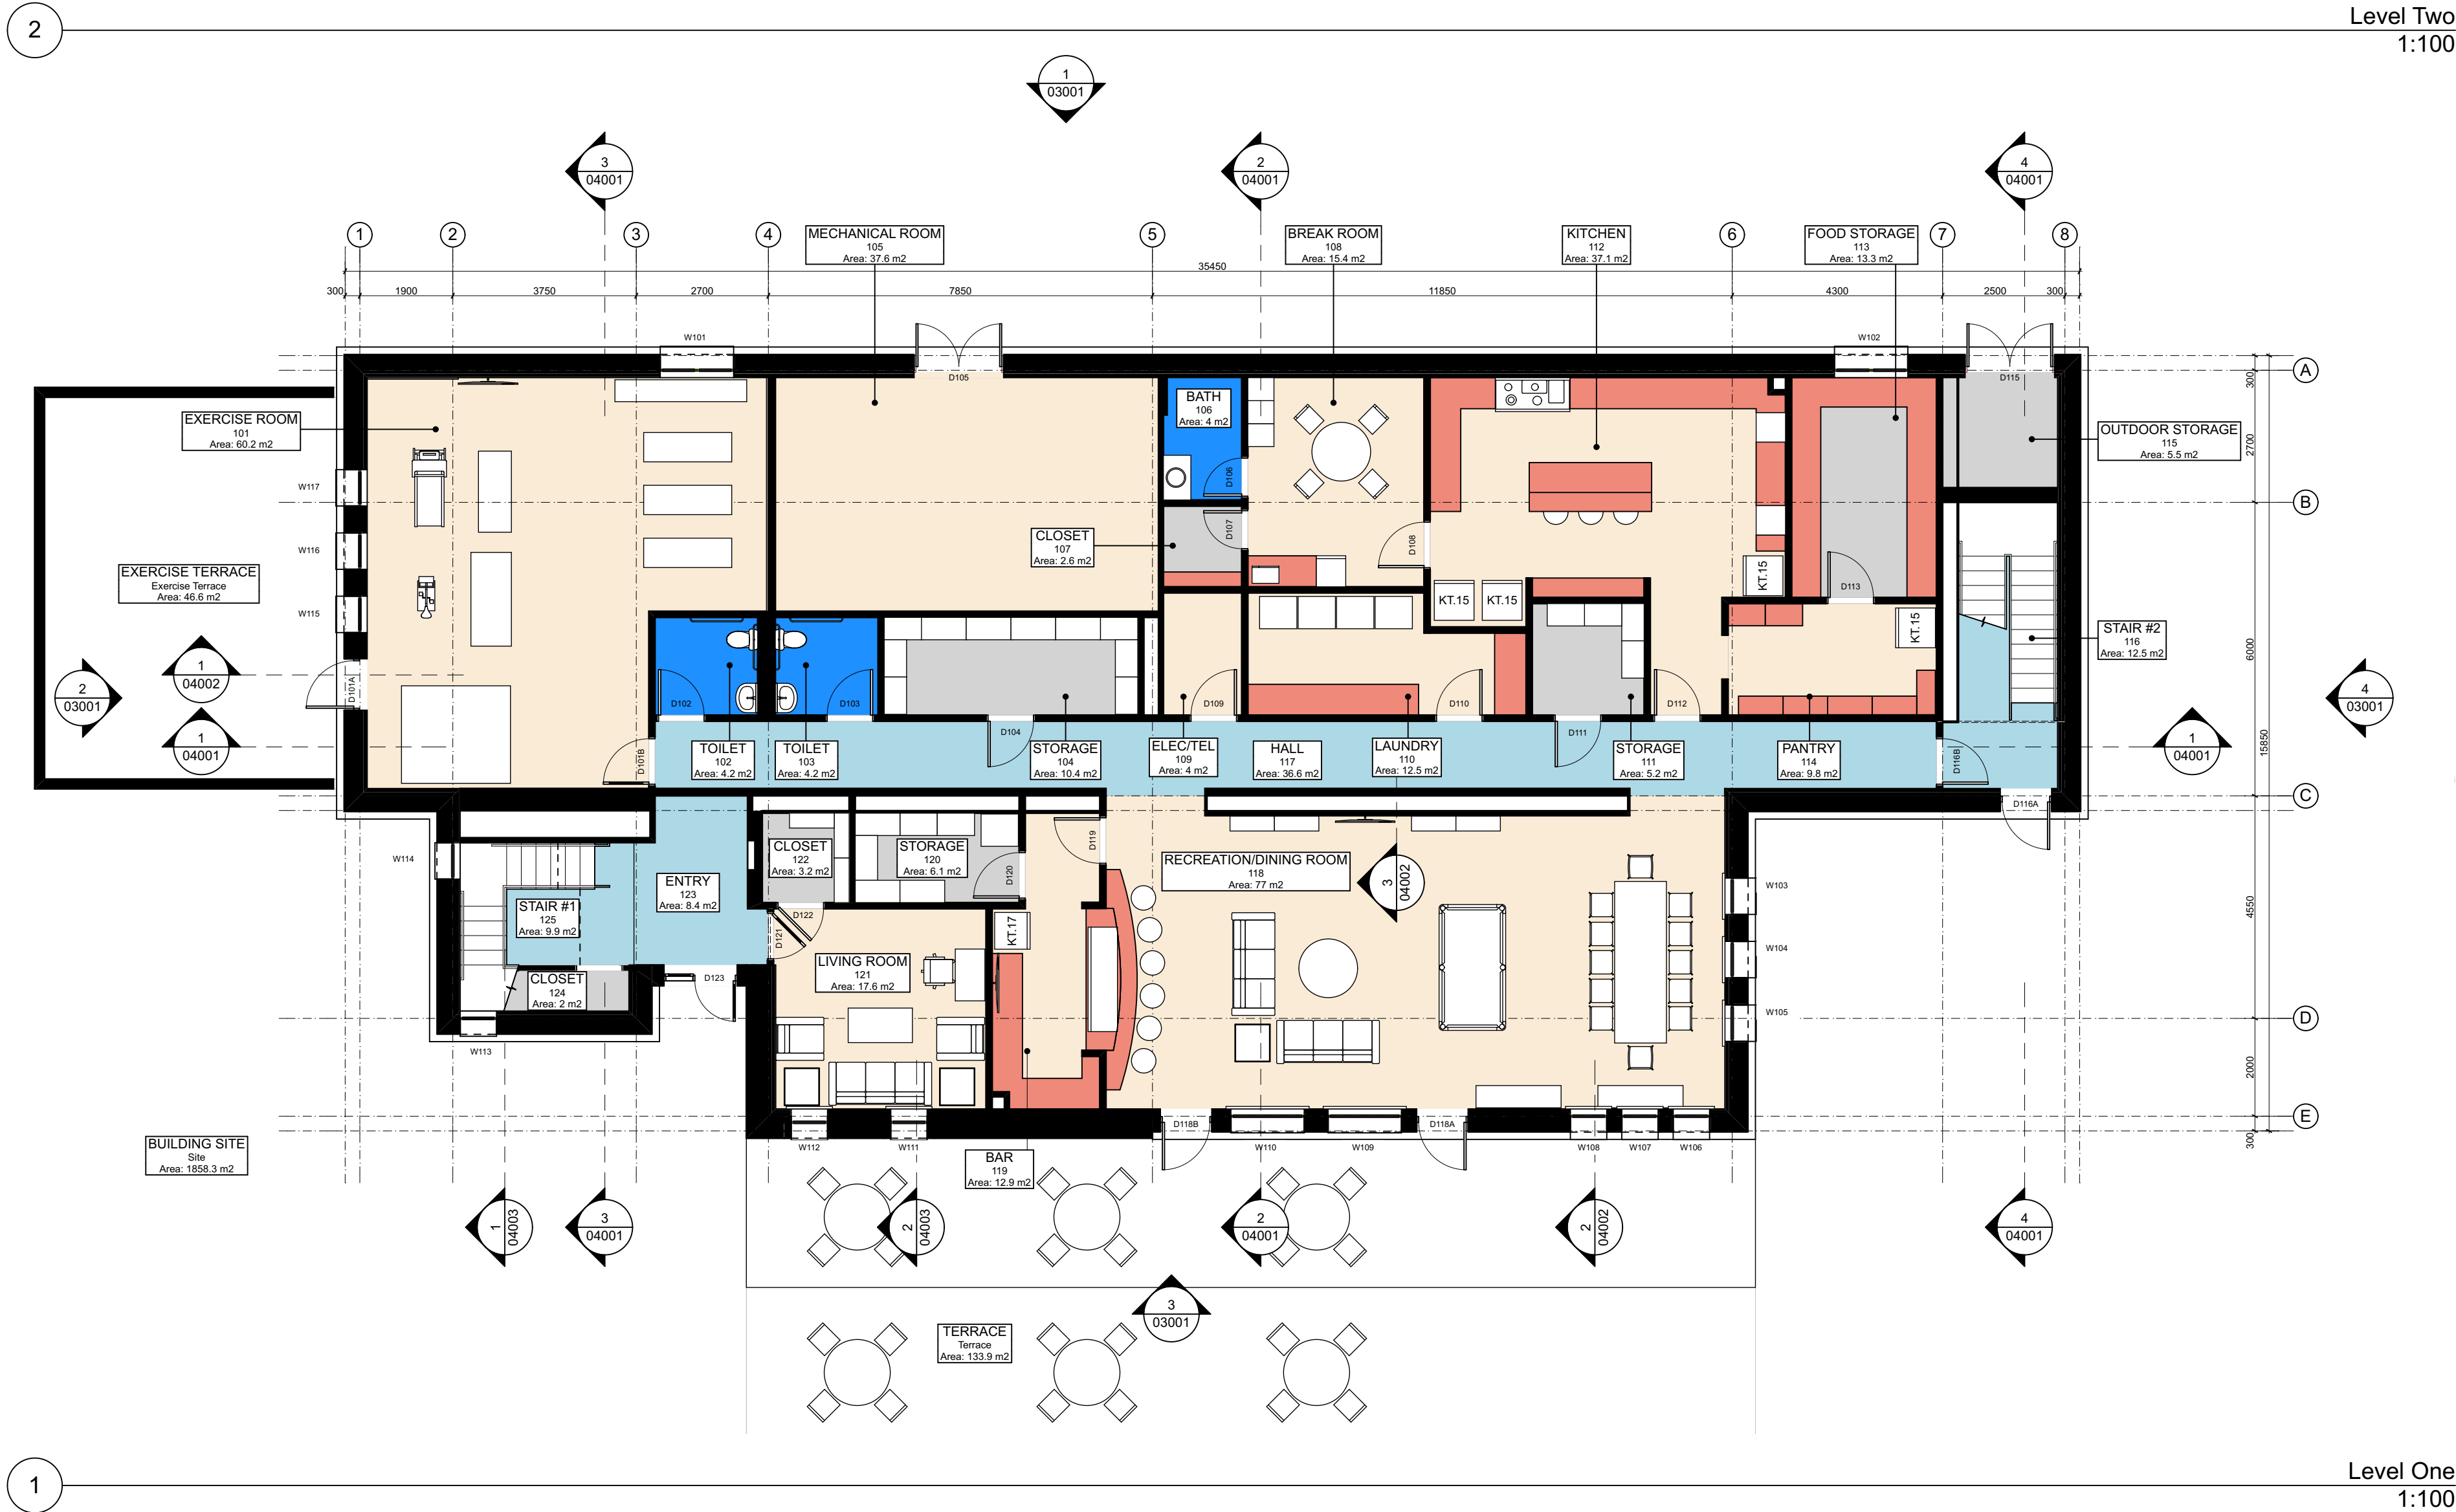 2
Level Two
1:100
1
03001
3
04001
2
04001
4
04001
1
2
3
4
5
6
7
8
MECHANICAL ROOM
105
Area: 37.6 m2
BREAK ROOM
108
Area: 15.4 m2
KITCHEN
112
Area: 37.1 m2
FOOD STORAGE
113
Area: 13.3 m2
35450
300
1900
3750
2700
7850
11850
4300
2500
300
W101
W102
D105
D115
A
300
EXERCISE ROOM
101
Area: 60.2 m2
BATH
106
Area: 4 m2
OUTDOOR STORAGE
115
Area: 5.5 m2
2700
W117
D106
B
D107
CLOSET
107
Area: 2.6 m2
D108
W116
EXERCISE TERRACE
Exercise Terrace
Area: 46.6 m2
W115
KT.15
KT.15
KT.15
D113
KT.15
STAIR #2
116
Area: 12.5 m2
6000
1
04002
2
03001
D101A
D102
D103
D109
D110
D112
4
03001
1
04001
D101B
TOILET
102
Area: 4.2 m2
TOILET
103
Area: 4.2 m2
D104
STORAGE
104
Area: 10.4 m2
ELEC/TEL
109
Area: 4 m2
HALL
117
Area: 36.6 m2
LAUNDRY
110
Area: 12.5 m2
D111
STORAGE
111
Area: 5.2 m2
PANTRY
114
Area: 9.8 m2
D116B
1
04001
15850
C
D116A
W114
CLOSET
122
Area: 3.2 m2
STORAGE
120
Area: 6.1 m2
D119
D120
RECREATION/DINING ROOM
118
Area: 77 m2
3
04002
ENTRY
123
Area: 8.4 m2
W103
STAIR #1
125
Area: 9.9 m2
D122
D121
KT.17
4550
W104
LIVING ROOM
121
Area: 17.6 m2
CLOSET
124
Area: 2 m2
D123
W105
D
W113
2000
E
300
BUILDING SITE
Site
Area: 1858.3 m2
W112
W111
BAR
119
Area: 12.9 m2
D118B
W110
W109
D118A
W108
W107
W106
1
04003
3
04001
2
04003
2
04001
2
04002
4
04001
3
03001
TERRACE
Terrace
Area: 133.9 m2
1
Level One
1:100